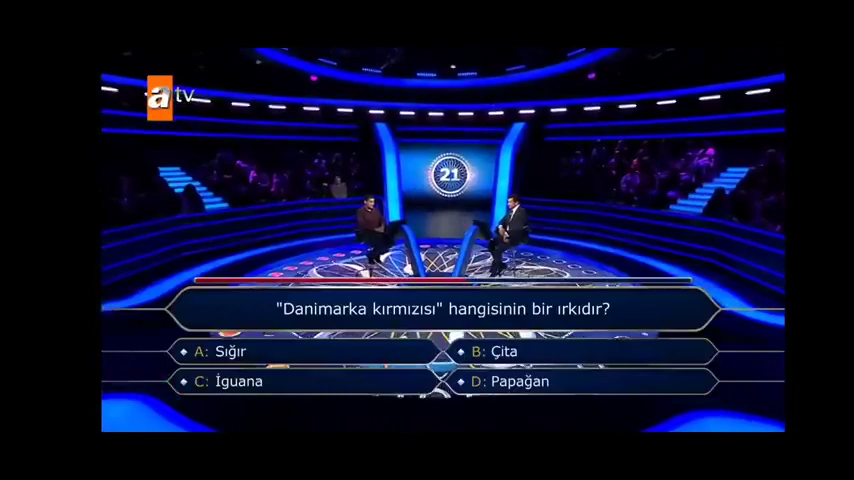 atv
21
"Danimarka kırmızısı" hangisinin bir ırkıdır?
A: Sığır
B: Çita
C: İguana
D: Papağan